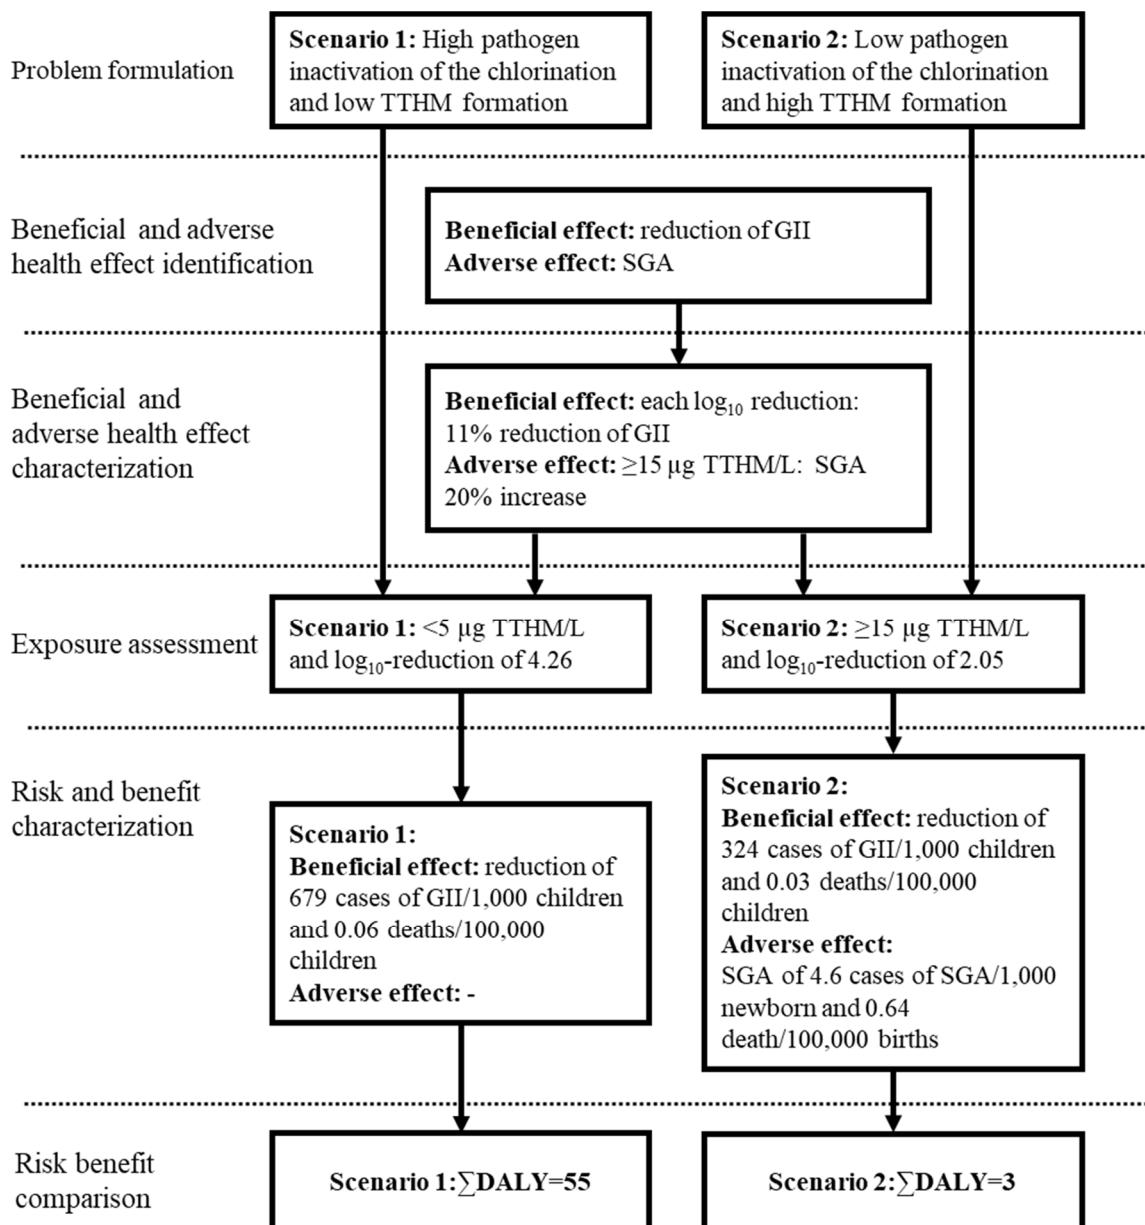 Problem formulation
Scenario 1: High pathogen
inactivation of the chlorination
and low TTHM formation
Scenario 2: Low pathogen
inactivation of the chlorination
and high TTHM formation
Beneficial and adverse
health effect identification
Beneficial effect: reduction of GII
Adverse effect: SGA
Beneficial and
adverse health effect
characterization
Beneficial effect: each log₁₀ reduction:
11% reduction of GII
Adverse effect: ≥15 µg TTHM/L: SGA
20% increase
Exposure assessment
Scenario 1: <5 µg TTHM/L
and log₁₀-reduction of 4.26
Scenario 2: ≥15 µg TTHM/L
and log₁₀-reduction of 2.05
Risk and benefit
characterization
Scenario 1:
Beneficial effect: reduction of
679 cases of GII/1,000 children
and 0.06 deaths/100,000
children
Adverse effect: -
Scenario 2:
Beneficial effect: reduction of
324 cases of GII/1,000 children
and 0.03 deaths/100,000
children
Adverse effect:
SGA of 4.6 cases of SGA/1,000
newborn and 0.64
death/100,000 births
Risk benefit
comparison
Scenario 1:∑DALY=55
Scenario 2:∑DALY=3